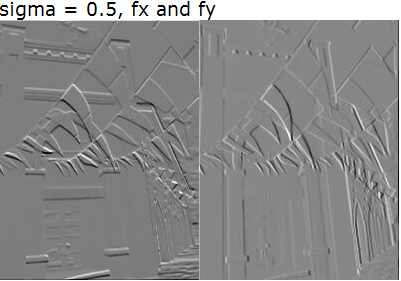 sigma = 0.5, fx and fy